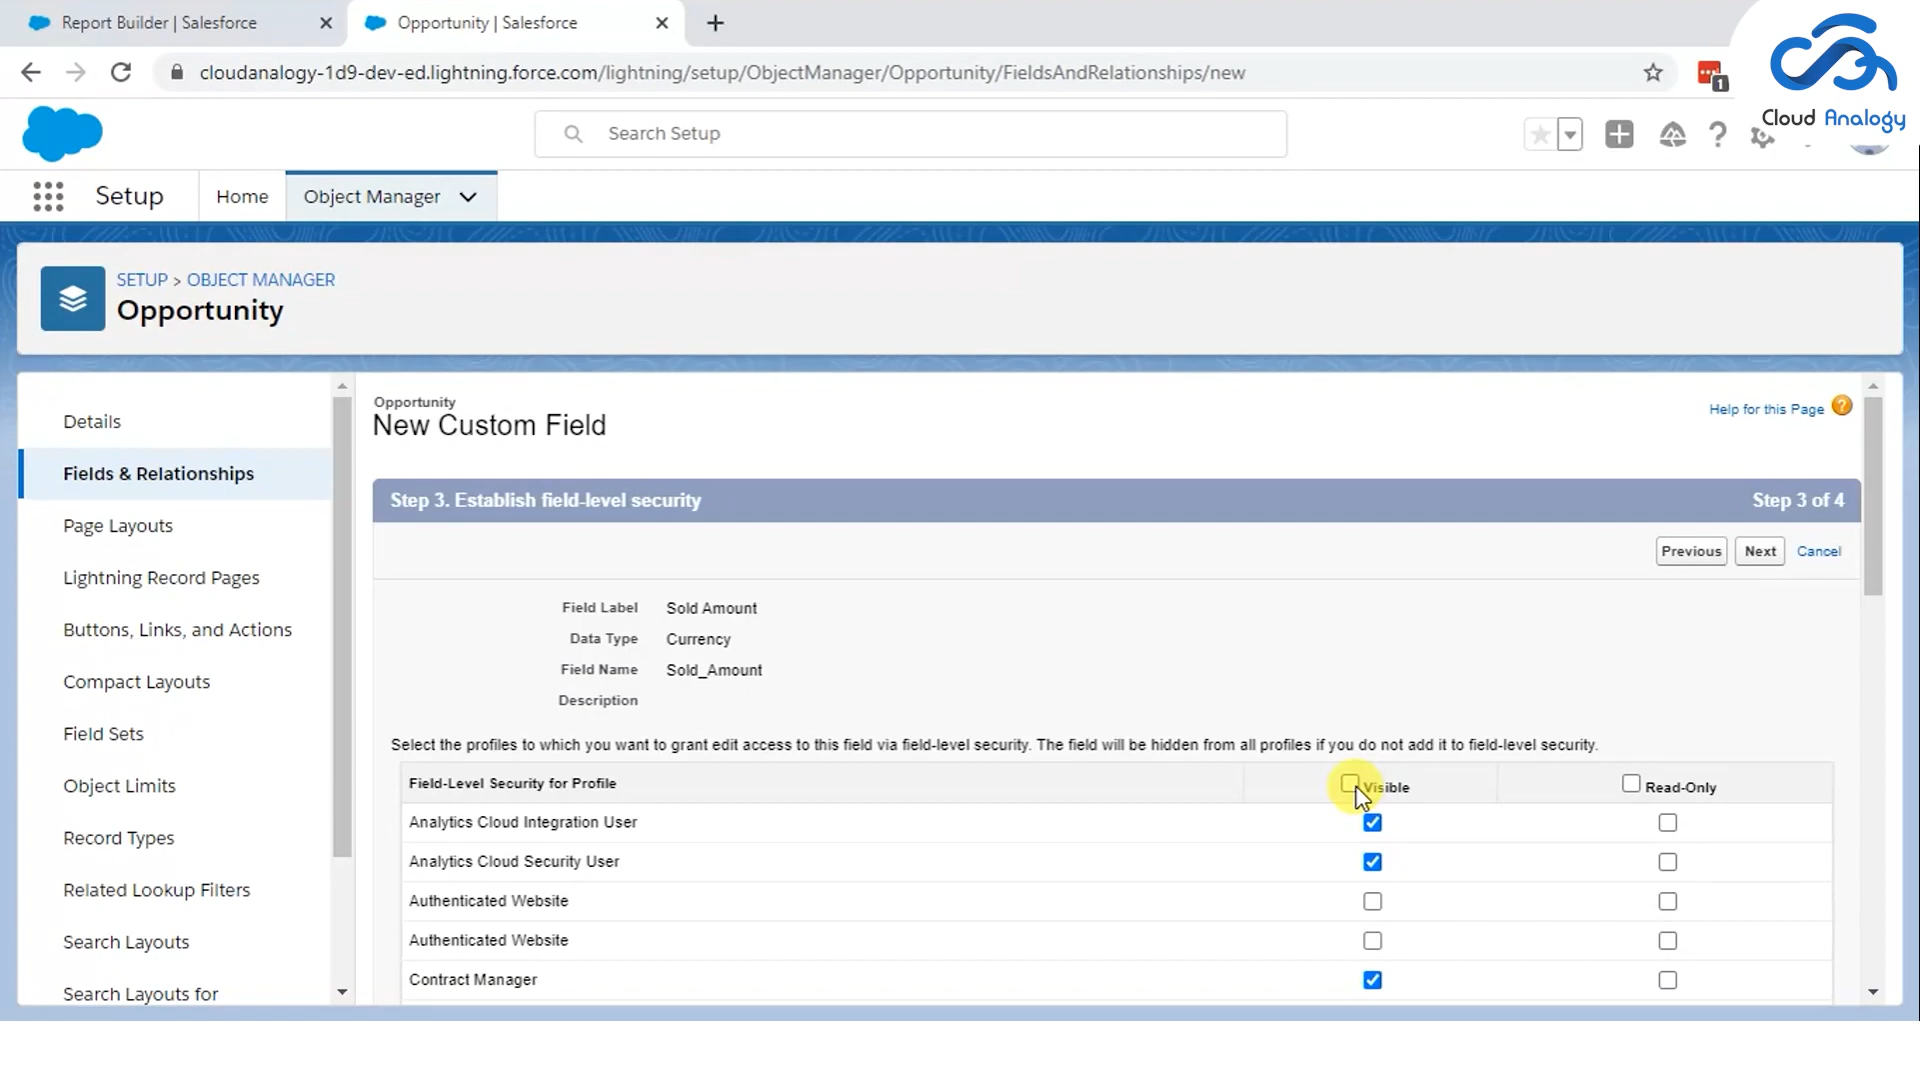 Report Builder | Salesforce
Opportunity | Salesforce
cloudanalogy-1d9-dev-ed.lightning.force.com/lightning/setup/ObjectManager/Opportunity/FieldsAndRelationships/new
1
Cloud Analogy
Search Setup
Setup
Home
Object Manager
SETUP > OBJECT MANAGER
Opportunity
Details
Fields & Relationships
Page Layouts
Lightning Record Pages
Buttons, Links, and Actions
Compact Layouts
Field Sets
Object Limits
Record Types
Related Lookup Filters
Search Layouts
Search Layouts for
Opportunity
New Custom Field
Help for this Page
Step 3. Establish field-level security
Step 3 of 4
Previous
Next
Cancel
Field Label Sold Amount
Data Type Currency
Field Name Sold_Amount
Description
Select the profiles to which you want to grant edit access to this field via field-level security. The field will be hidden from all profiles if you do not add it to field-level security.
Field-Level Security for Profile Visible Read-Only
Analytics Cloud Integration User
Analytics Cloud Security User
Authenticated Website
Authenticated Website
Contract Manager